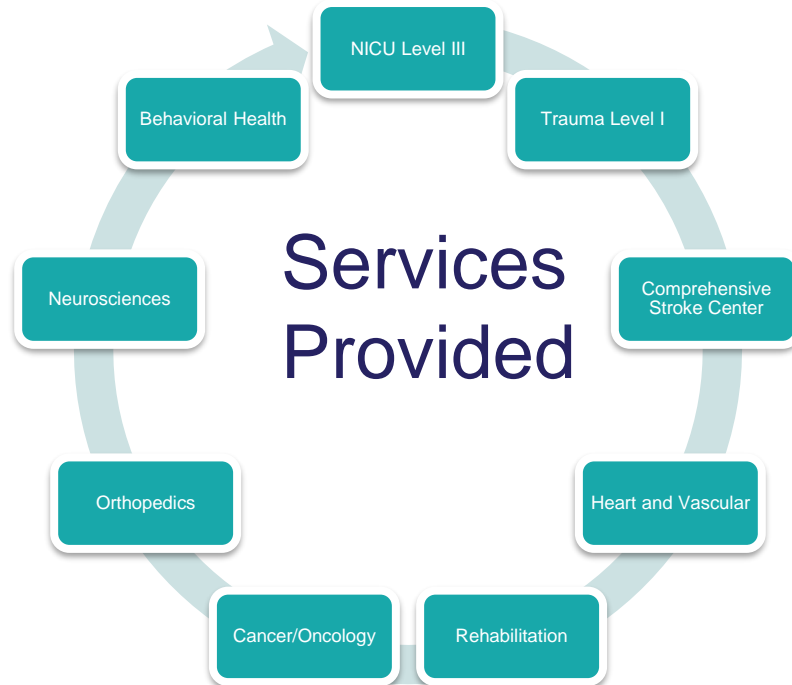 NICU Level III
Trauma Level I
Comprehensive
Stroke Center
Heart and Vascular
Rehabilitation
Cancer/Oncology
Orthopedics
Neurosciences
Behavioral Health
Services
Provided